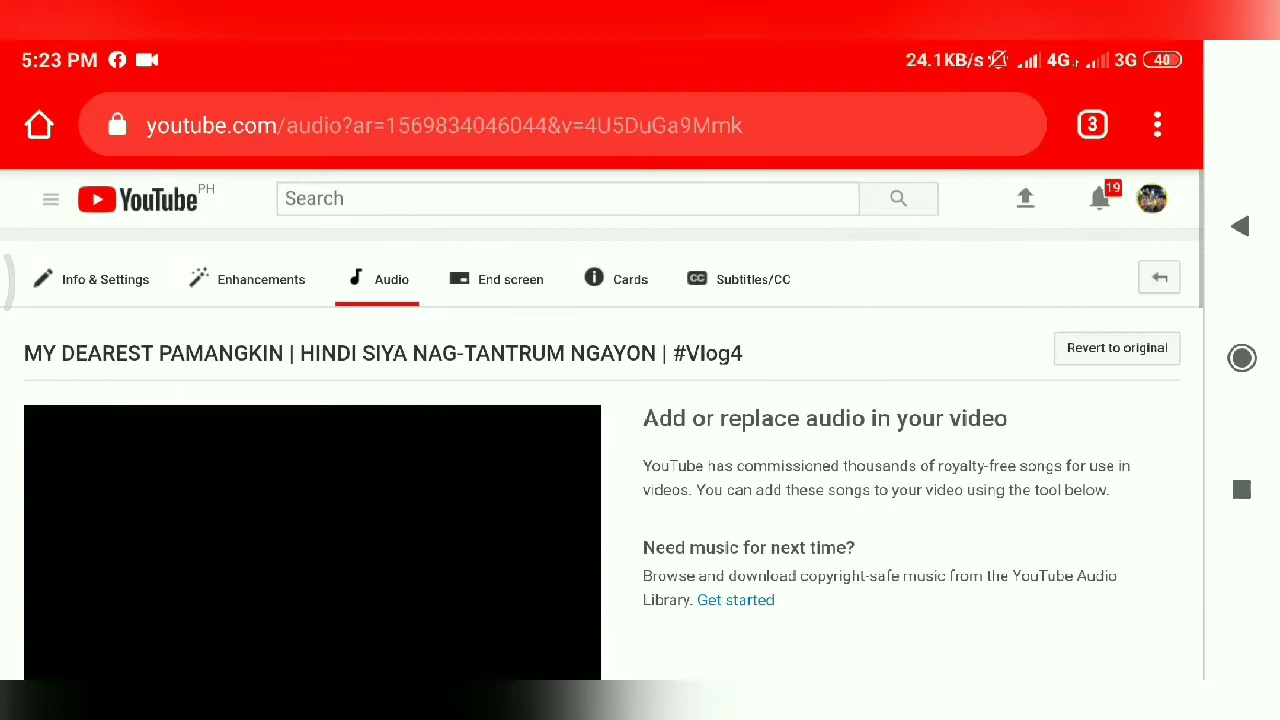 5:23 PM 24.1KB/s 4G 3G 40
youtube.com/audio?ar=1569834046044&v=4U5DuGa9Mmk 3
YouTube PH Search 19
Info & Settings Enhancements Audio End screen Cards CC Subtitles/CC
MY DEAREST PAMANGKIN | HINDI SIYA NAG-TANTRUM NGAYON | #Vlog4 Revert to original
Add or replace audio in your video
YouTube has commissioned thousands of royalty-free songs for use in
videos. You can add these songs to your video using the tool below.
Need music for next time?
Browse and download copyright-safe music from the YouTube Audio
Library. Get started